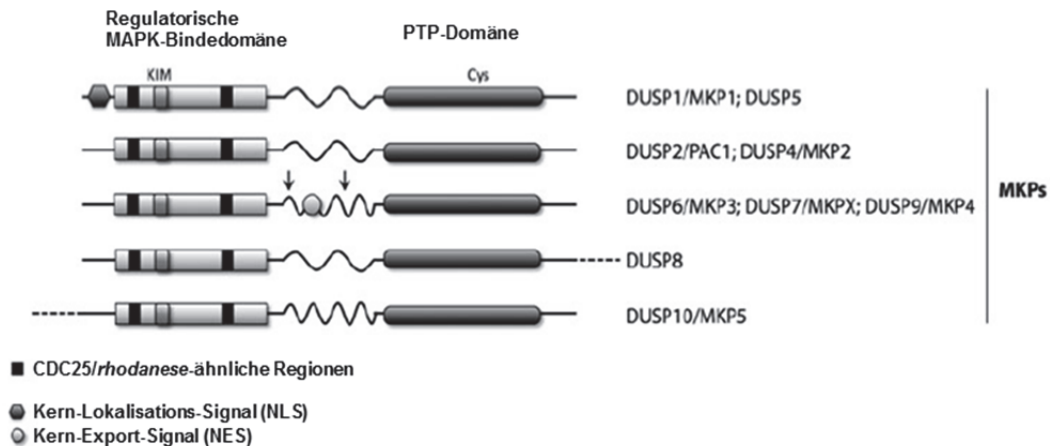 Regulatorische
MAPK-Bindedomäne
PTP-Domäne
KIM
Cys
DUSP1/MKP1; DUSP5
DUSP2/PAC1; DUSP4/MKP2
DUSP6/MKP3; DUSP7/MKPX; DUSP9/MKP4
DUSP8
DUSP10/MKP5
MKPs
CDC25/rhodanese-ähnliche Regionen
Kern-Lokalisations-Signal (NLS)
Kern-Export-Signal (NES)